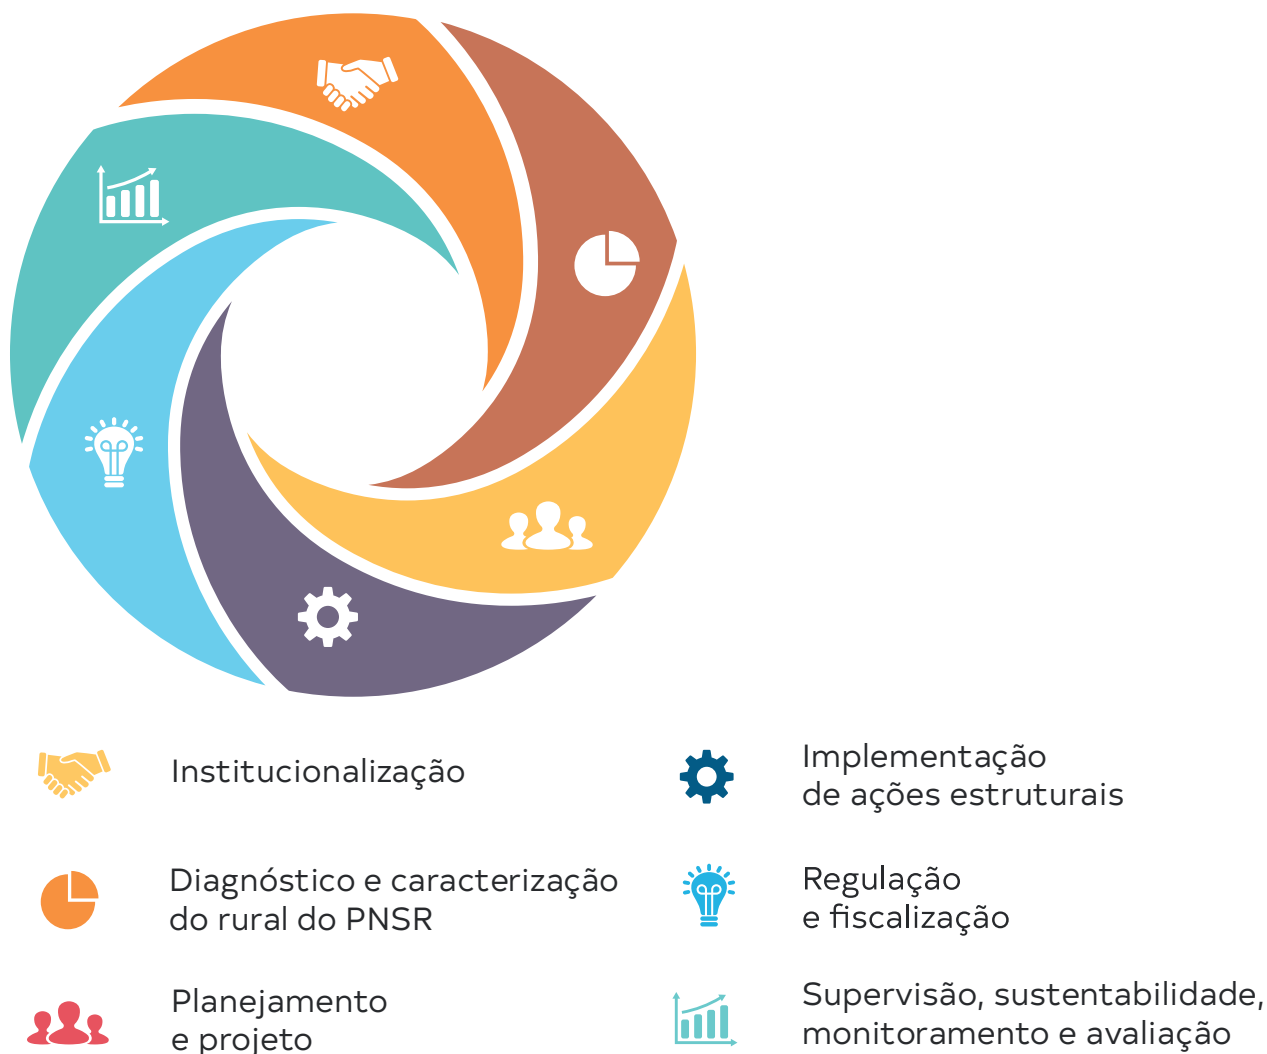 Institucionalização
Diagnóstico e caracterização
do rural do PNSR
Planejamento
e projeto
Implementação
de ações estruturais
Regulação
e fiscalização
Supervisão, sustentabilidade,
monitoramento e avaliação